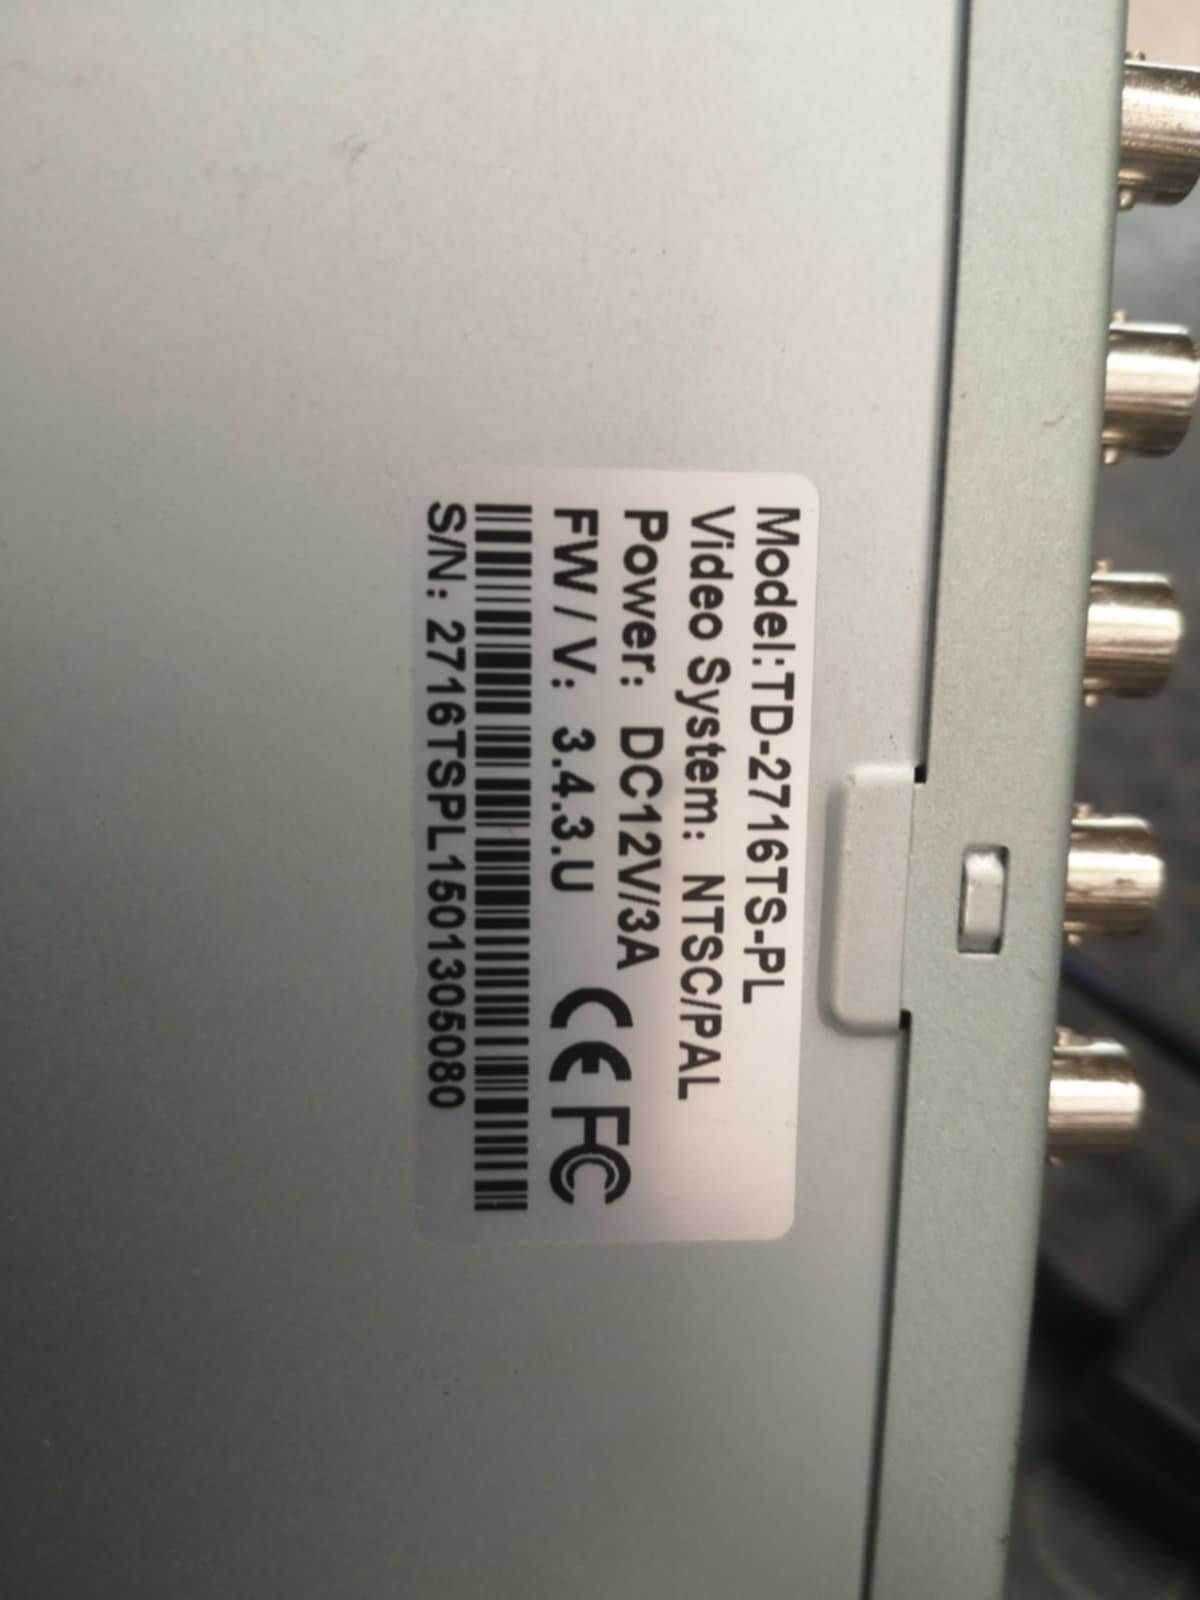 Model:TD-2716TS-PL
Video System: NTSC/PAL
Power: DC12V/3A
FW/V: 3.4.3.U CE FC
S/N: 2716TSPL1501305080